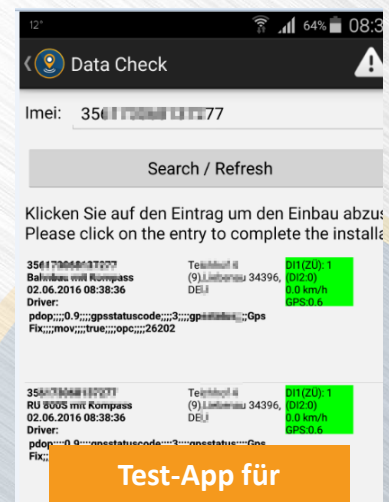 12°
64% 08:3
Data Check
Imei: 77
Search / Refresh
Klicken Sie auf den Eintrag um den Einbau abzus
Please click on the entry to complete the installa
DI1(ZÜ): 1
mit Kompass (9), 34396, (DI2:0)
02.06.2016 08:38:36 DEU 0.0 km/h
Driver: GPS:0.6
pdop;;;;0.9;;;;gpsstatuscode;;;;3;;;;;;Gps
Fix;;;;mov;;;;true;;;;opc;;;;26202
DI1(ZÜ): 1
RU 800S mit Kompass (9) 34396, (DI2:0)
02.06.2016 08:38:36 DEU 0.0 km/h
Driver: GPS:0.6
pdop;;;;0.9;;;;gpsstatuscode;;;;3;;;;gpsstatus;;;;Gps
Fix;;
Test-App für